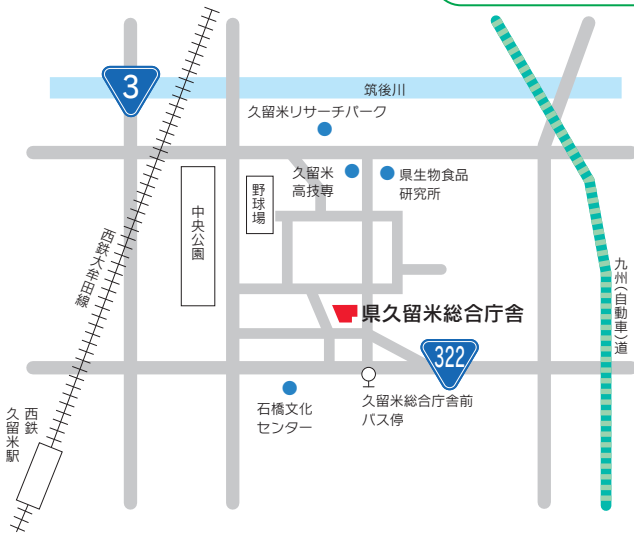 3
筑後川
久留米リサーチパーク
久留米
高技専
県生物食品
研究所
野球場
中央公園
西鉄大牟田線
九州(自動車)道
県久留米総合庁舎
322
石橋文化
センター
久留米総合庁舎前
バス停
西鉄
久留米駅